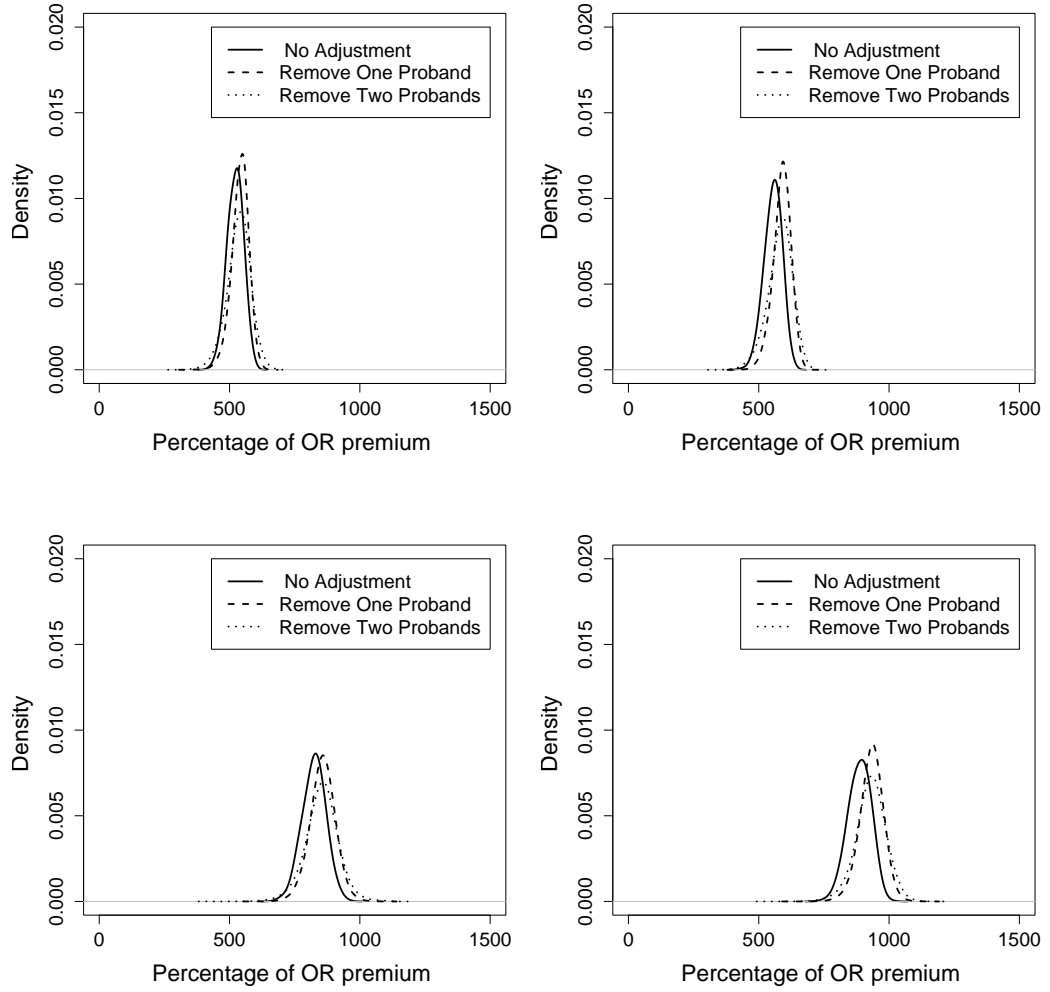 No Adjustment
Remove One Proband
Remove Two Probands
0.020
0.015
0.010
0.005
0.000
Density
0 500 1000 1500
Percentage of OR premium
No Adjustment
Remove One Proband
Remove Two Probands
0.020
0.015
0.010
0.005
0.000
Density
0 500 1000 1500
Percentage of OR premium
No Adjustment
Remove One Proband
Remove Two Probands
0.020
0.015
0.010
0.005
0.000
Density
0 500 1000 1500
Percentage of OR premium
No Adjustment
Remove One Proband
Remove Two Probands
0.020
0.015
0.010
0.005
0.000
Density
0 500 1000 1500
Percentage of OR premium